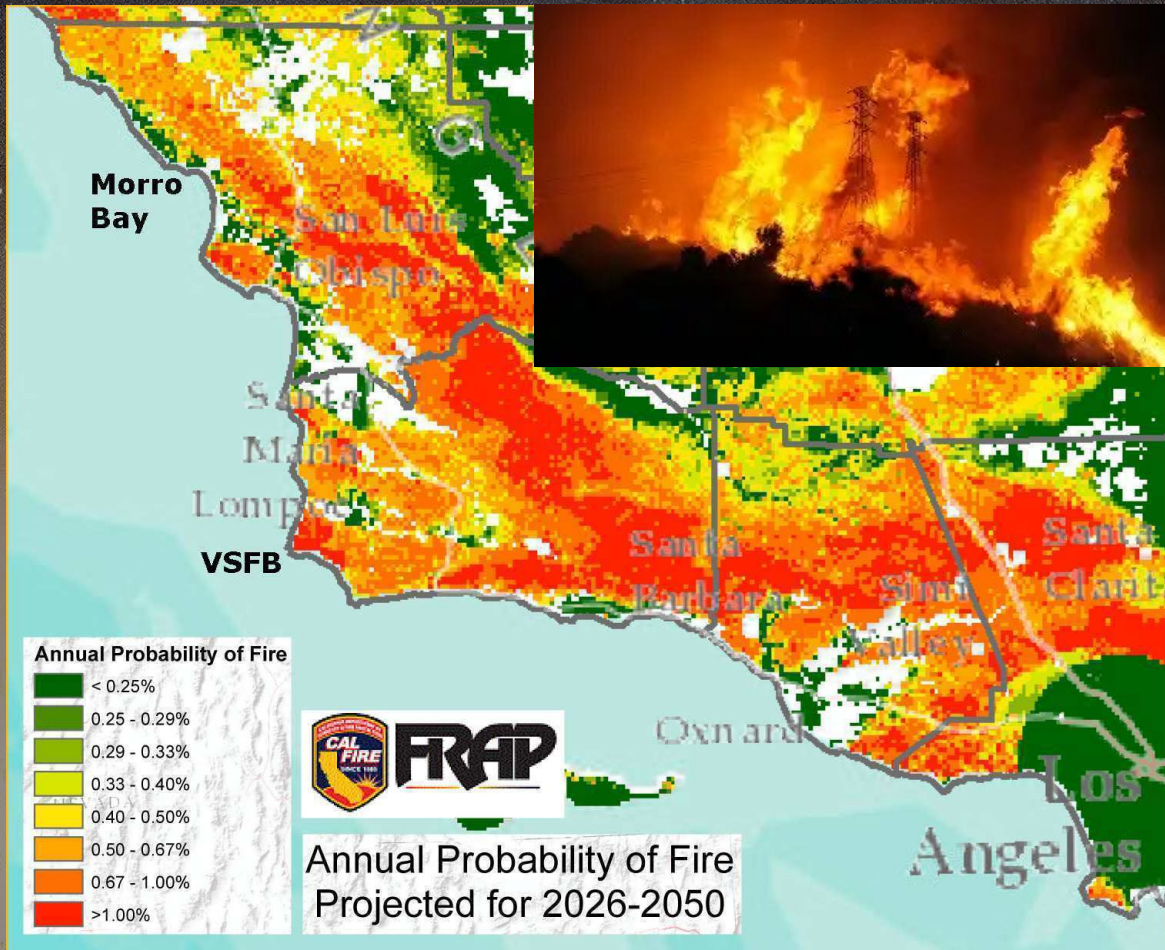 Morro
Bay
San Luis
Obispo
Santa
Maria
Lompoc
VSFB
Santa
Barbara
Simi
Valley
Santa
Clarit
Oxnard
Los
Angeles
Annual Probability of Fire
< 0.25%
0.25 - 0.29%
0.29 - 0.33%
0.33 - 0.40%
0.40 - 0.50%
0.50 - 0.67%
0.67 - 1.00%
>1.00%
CAL
FIRE
SINCE 1885
FRAP
Annual Probability of Fire
Projected for 2026-2050